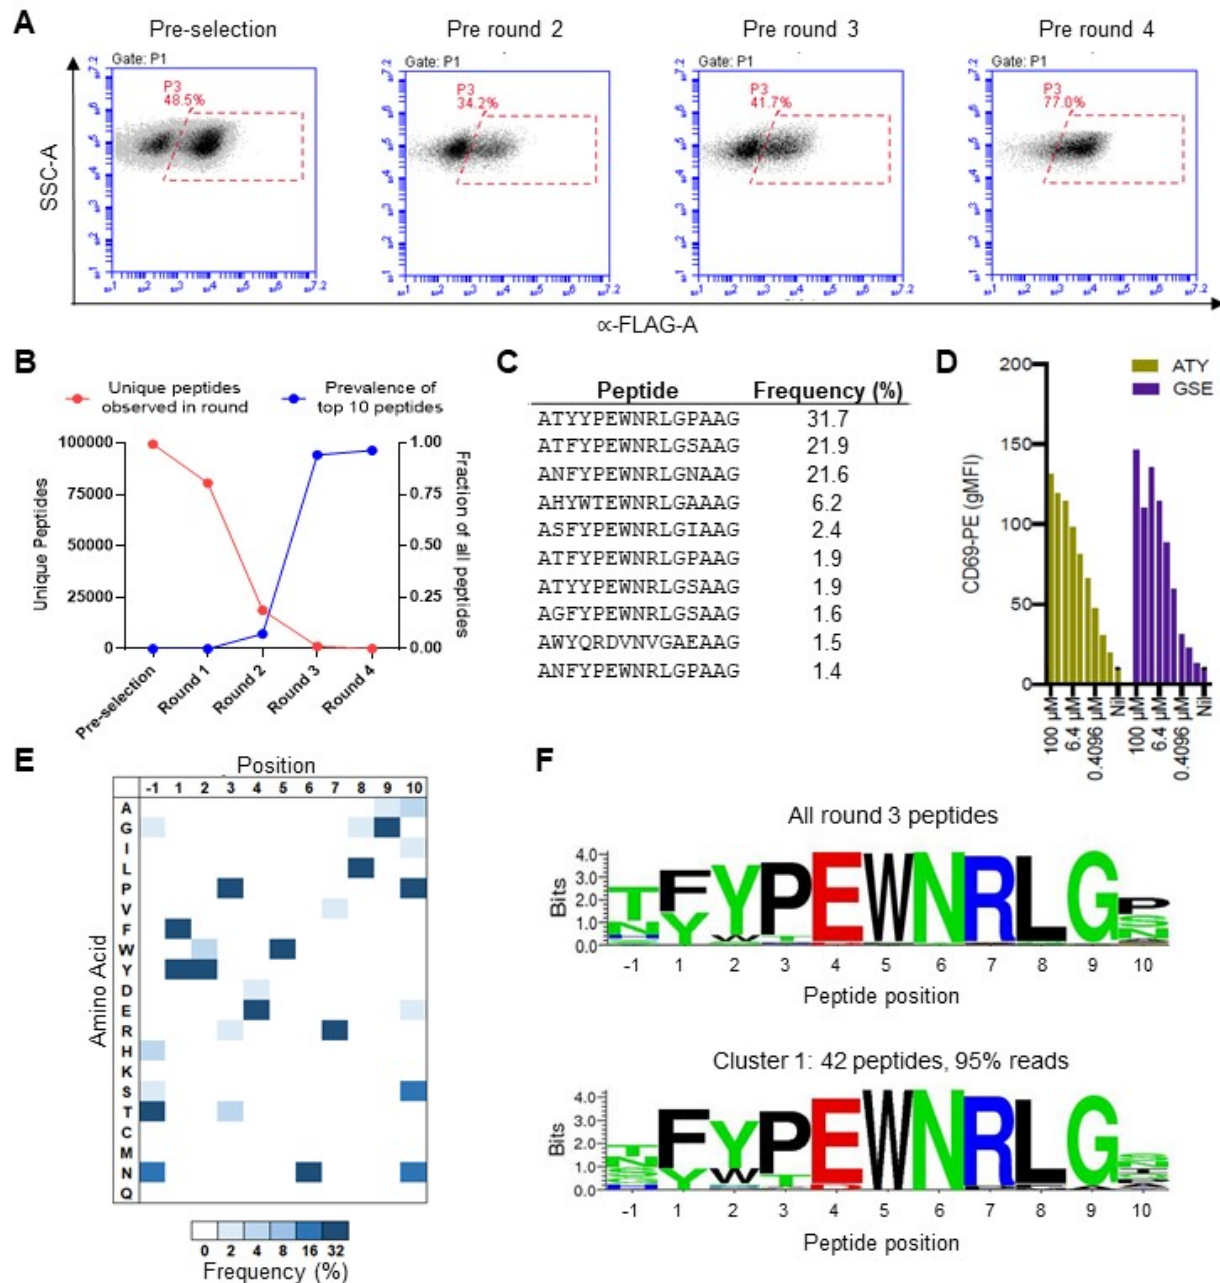 A
Pre-selection
Pre round 2
Pre round 3
Pre round 4
Gate: P1
Gate: P1
Gate: P1
Gate: P1
P3
48.5%
P3
34.2%
P3
41.7%
P3
77.0%
SSC-A
∝-FLAG-A
B
Unique peptides observed in round
Prevalence of top 10 peptides
Unique Peptides
100000
75000
50000
25000
0
1.00
0.75
0.50
0.25
0.00
Fraction of all peptides
Pre-selection
Round 1
Round 2
Round 3
Round 4
C
Peptide Frequency (%)
ATYYPEWNRLGPAAG 31.7
ATFYPEWNRLGSAAG 21.9
ANFYPEWNRLGNAAG 21.6
AHYWTEWNRLGAAAG 6.2
ASFYPEWNRLGIAAG 2.4
ATFYPEWNRLGPAAG 1.9
ATYYPEWNRLGSAAG 1.9
AGFYPEWNRLGSAAG 1.6
AWYQRDVNVGAEAAG 1.5
ANFYPEWNRLGPAAG 1.4
D
ATY
GSE
CD69-PE (gMFI)
200
150
100
50
0
100 µM
6.4 µM
0.4096 µM
Nil
100 µM
6.4 µM
0.4096 µM
Nil
E
Position
-1 1 2 3 4 5 6 7 8 9 10
Amino Acid
A
G
I
L
P
V
F
W
Y
D
E
R
H
K
S
T
C
M
N
Q
0 2 4 8 16 32
Frequency (%)
F
All round 3 peptides
Bits
4.0
3.0
2.0
1.0
0.0
-1 1 2 3 4 5 6 7 8 9 10
Peptide position
Cluster 1: 42 peptides, 95% reads
Bits
4.0
3.0
2.0
1.0
0.0
-1 1 2 3 4 5 6 7 8 9 10
Peptide position